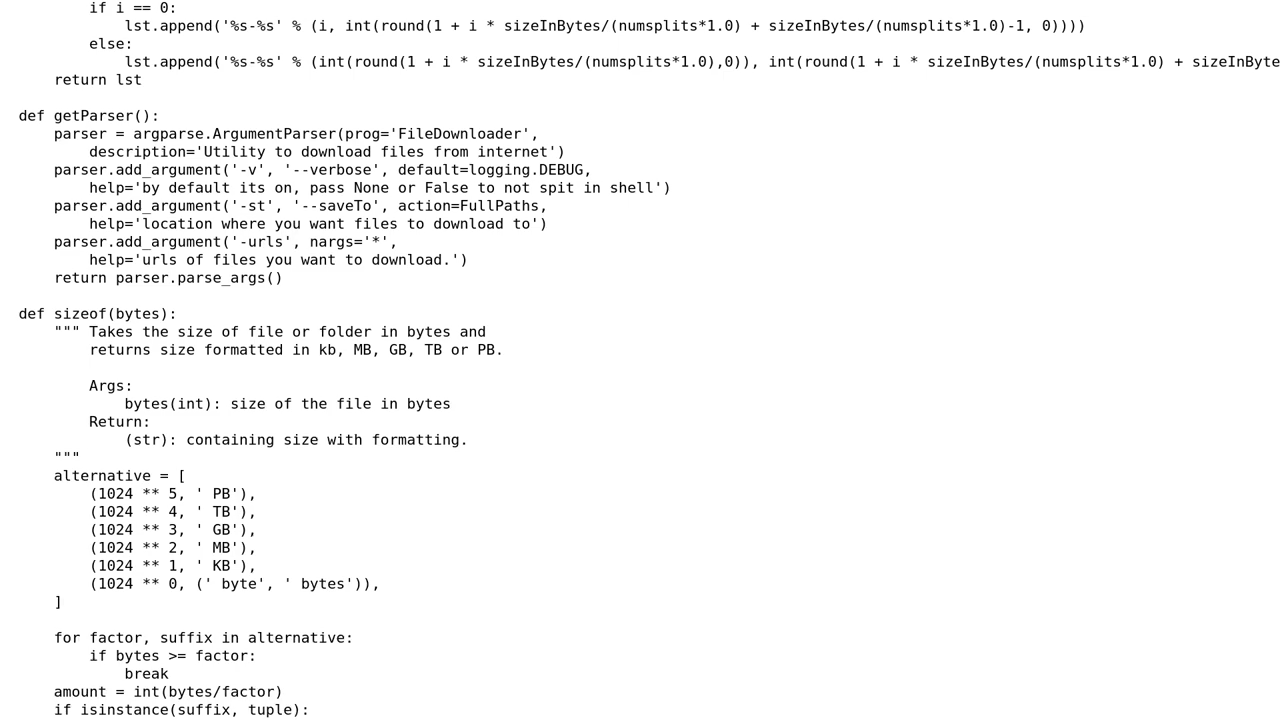 if i == 0:
            lst.append('%s-%s' % (i, int(round(1 + i * sizeInBytes/(numsplits*1.0) + sizeInBytes/(numsplits*1.0)-1, 0))))
        else:
            lst.append('%s-%s' % (int(round(1 + i * sizeInBytes/(numsplits*1.0),0)), int(round(1 + i * sizeInBytes/(numsplits*1.0) + sizeInByte
    return lst

def getParser():
    parser = argparse.ArgumentParser(prog='FileDownloader',
        description='Utility to download files from internet')
    parser.add_argument('-v', '--verbose', default=logging.DEBUG,
        help='by default its on, pass None or False to not spit in shell')
    parser.add_argument('-st', '--saveTo', action=FullPaths,
        help='location where you want files to download to')
    parser.add_argument('-urls', nargs='*',
        help='urls of files you want to download.')
    return parser.parse_args()

def sizeof(bytes):
    """ Takes the size of file or folder in bytes and
        returns size formatted in kb, MB, GB, TB or PB.

        Args:
            bytes(int): size of the file in bytes
        Return:
            (str): containing size with formatting.
    """
    alternative = [
        (1024 ** 5, ' PB'),
        (1024 ** 4, ' TB'),
        (1024 ** 3, ' GB'),
        (1024 ** 2, ' MB'),
        (1024 ** 1, ' KB'),
        (1024 ** 0, (' byte', ' bytes')),
    ]

    for factor, suffix in alternative:
        if bytes >= factor:
            break
    amount = int(bytes/factor)
    if isinstance(suffix, tuple):